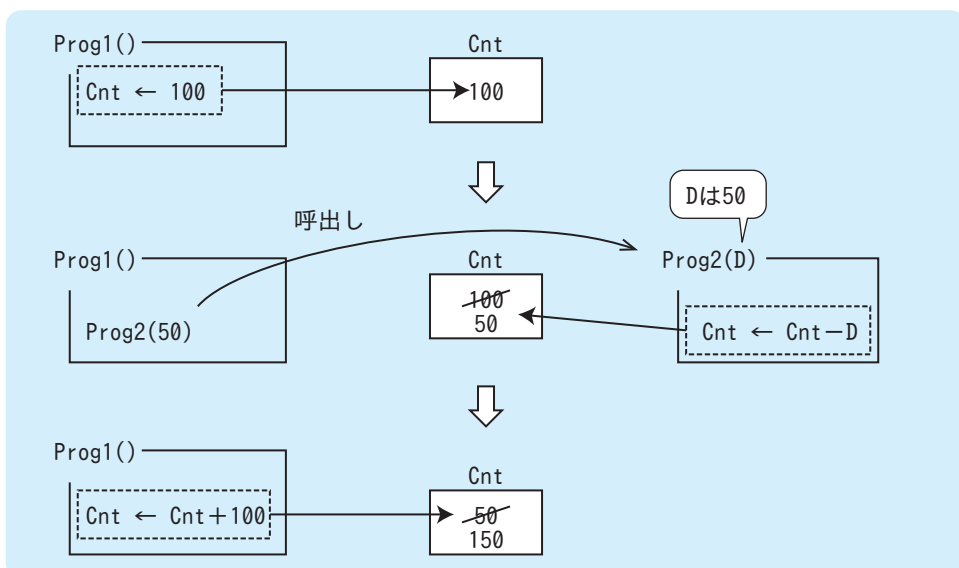 Prog1()
Cnt ← 100
Cnt
100
Dは50
呼出し
Prog1()
Prog2(50)
Cnt
100
50
Prog2(D)
Cnt ← Cnt－D
Prog1()
Cnt ← Cnt＋100
Cnt
50
150